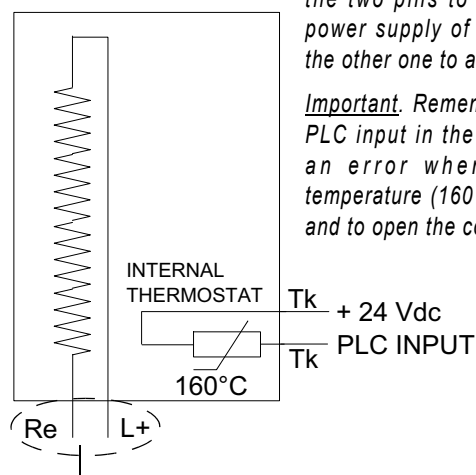 the two pins to
power supply of
the other one to a
Important. Remem
PLC input in the
an error when
temperature (160
and to open the c
INTERNAL
THERMOSTAT
Tk
+ 24 Vdc
Tk
PLC INPUT
160°C
Re
L+